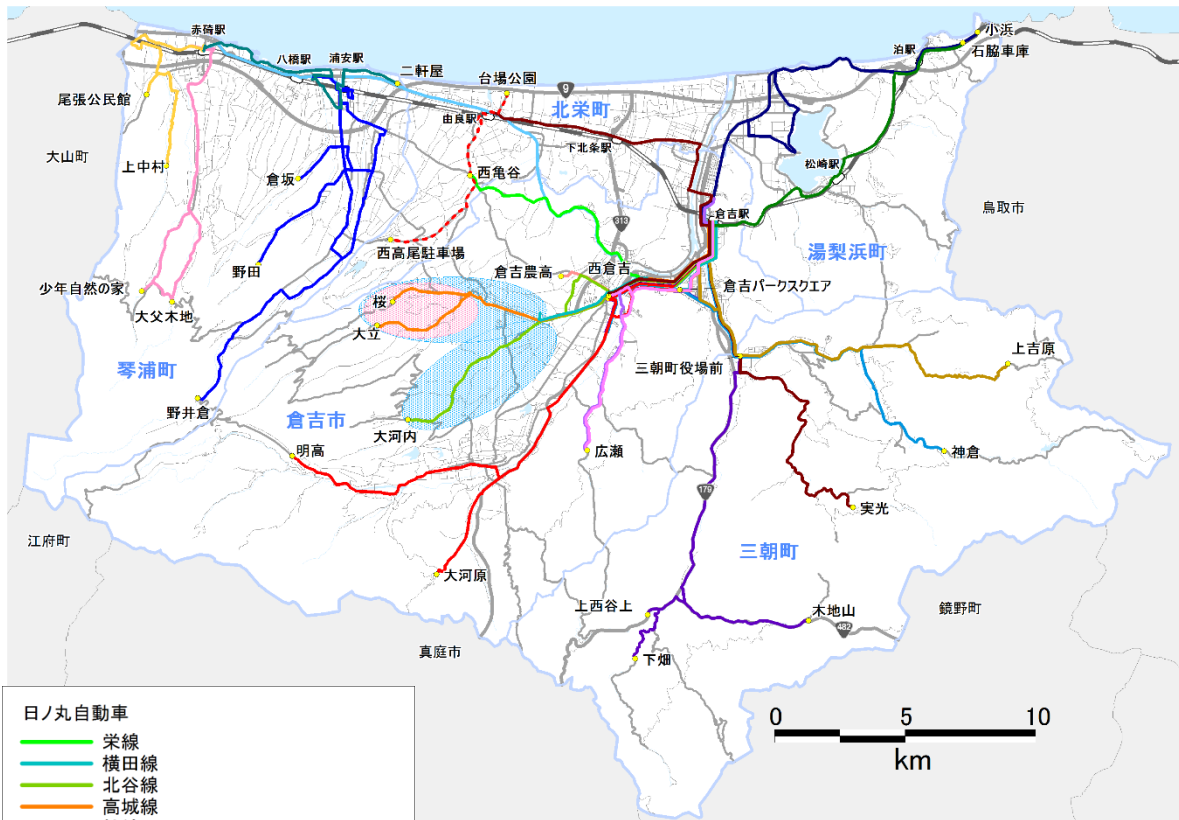 赤碕駅
小浜
泊駅
石脇車庫
八橋駅
浦安駅
二軒屋
台場公園
9
尾張公民館
北栄町
由良駅
下北条駅
大山町
上中村
松崎駅
倉坂
西亀谷
鳥取市
313
倉吉駅
西高尾駐車場
湯梨浜町
野田
倉吉農高
西倉吉
少年自然の家
倉吉パークスクエア
大父木地
桜
大立
上吉原
琴浦町
三朝町役場前
野井倉
倉吉市
大河内
明高
広瀬
神倉
179
実光
江府町
三朝町
大河原
上西谷上
木地山
鏡野町
482
真庭市
下畑
日ノ丸自動車
栄線
横田線
北谷線
高城線
0 5 10
km